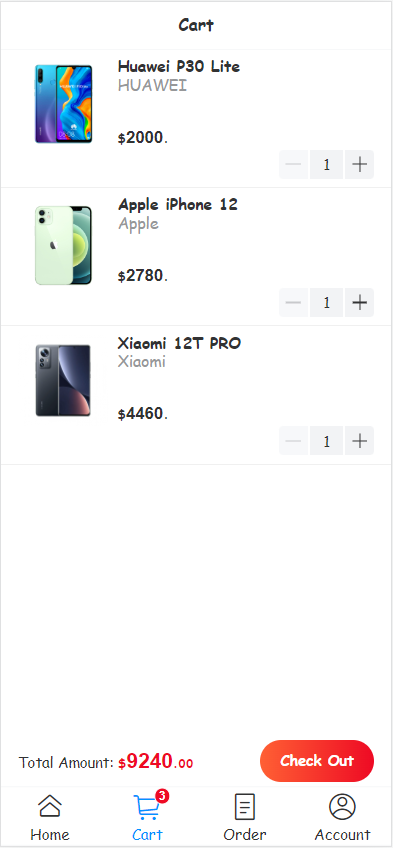 Cart
Huawei P30 Lite
HUAWEI
$2000.
1
Apple iPhone 12
Apple
$2780.
1
Xiaomi 12T PRO
Xiaomi
$4460.
1
Total Amount: $9240.00
Check Out
3
Home
Cart
Order
Account